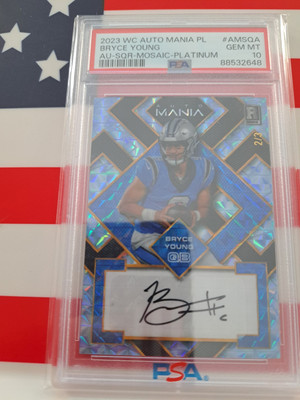 2023 WC AUTO MANIA PL #AMSQA
BRYCE YOUNG GEM MT
AU-SQR-MOSAIC-PLATINUM 10
PSA 88532648
AUTO
MANIA
BRYCE
YOUNG
QB
PSA